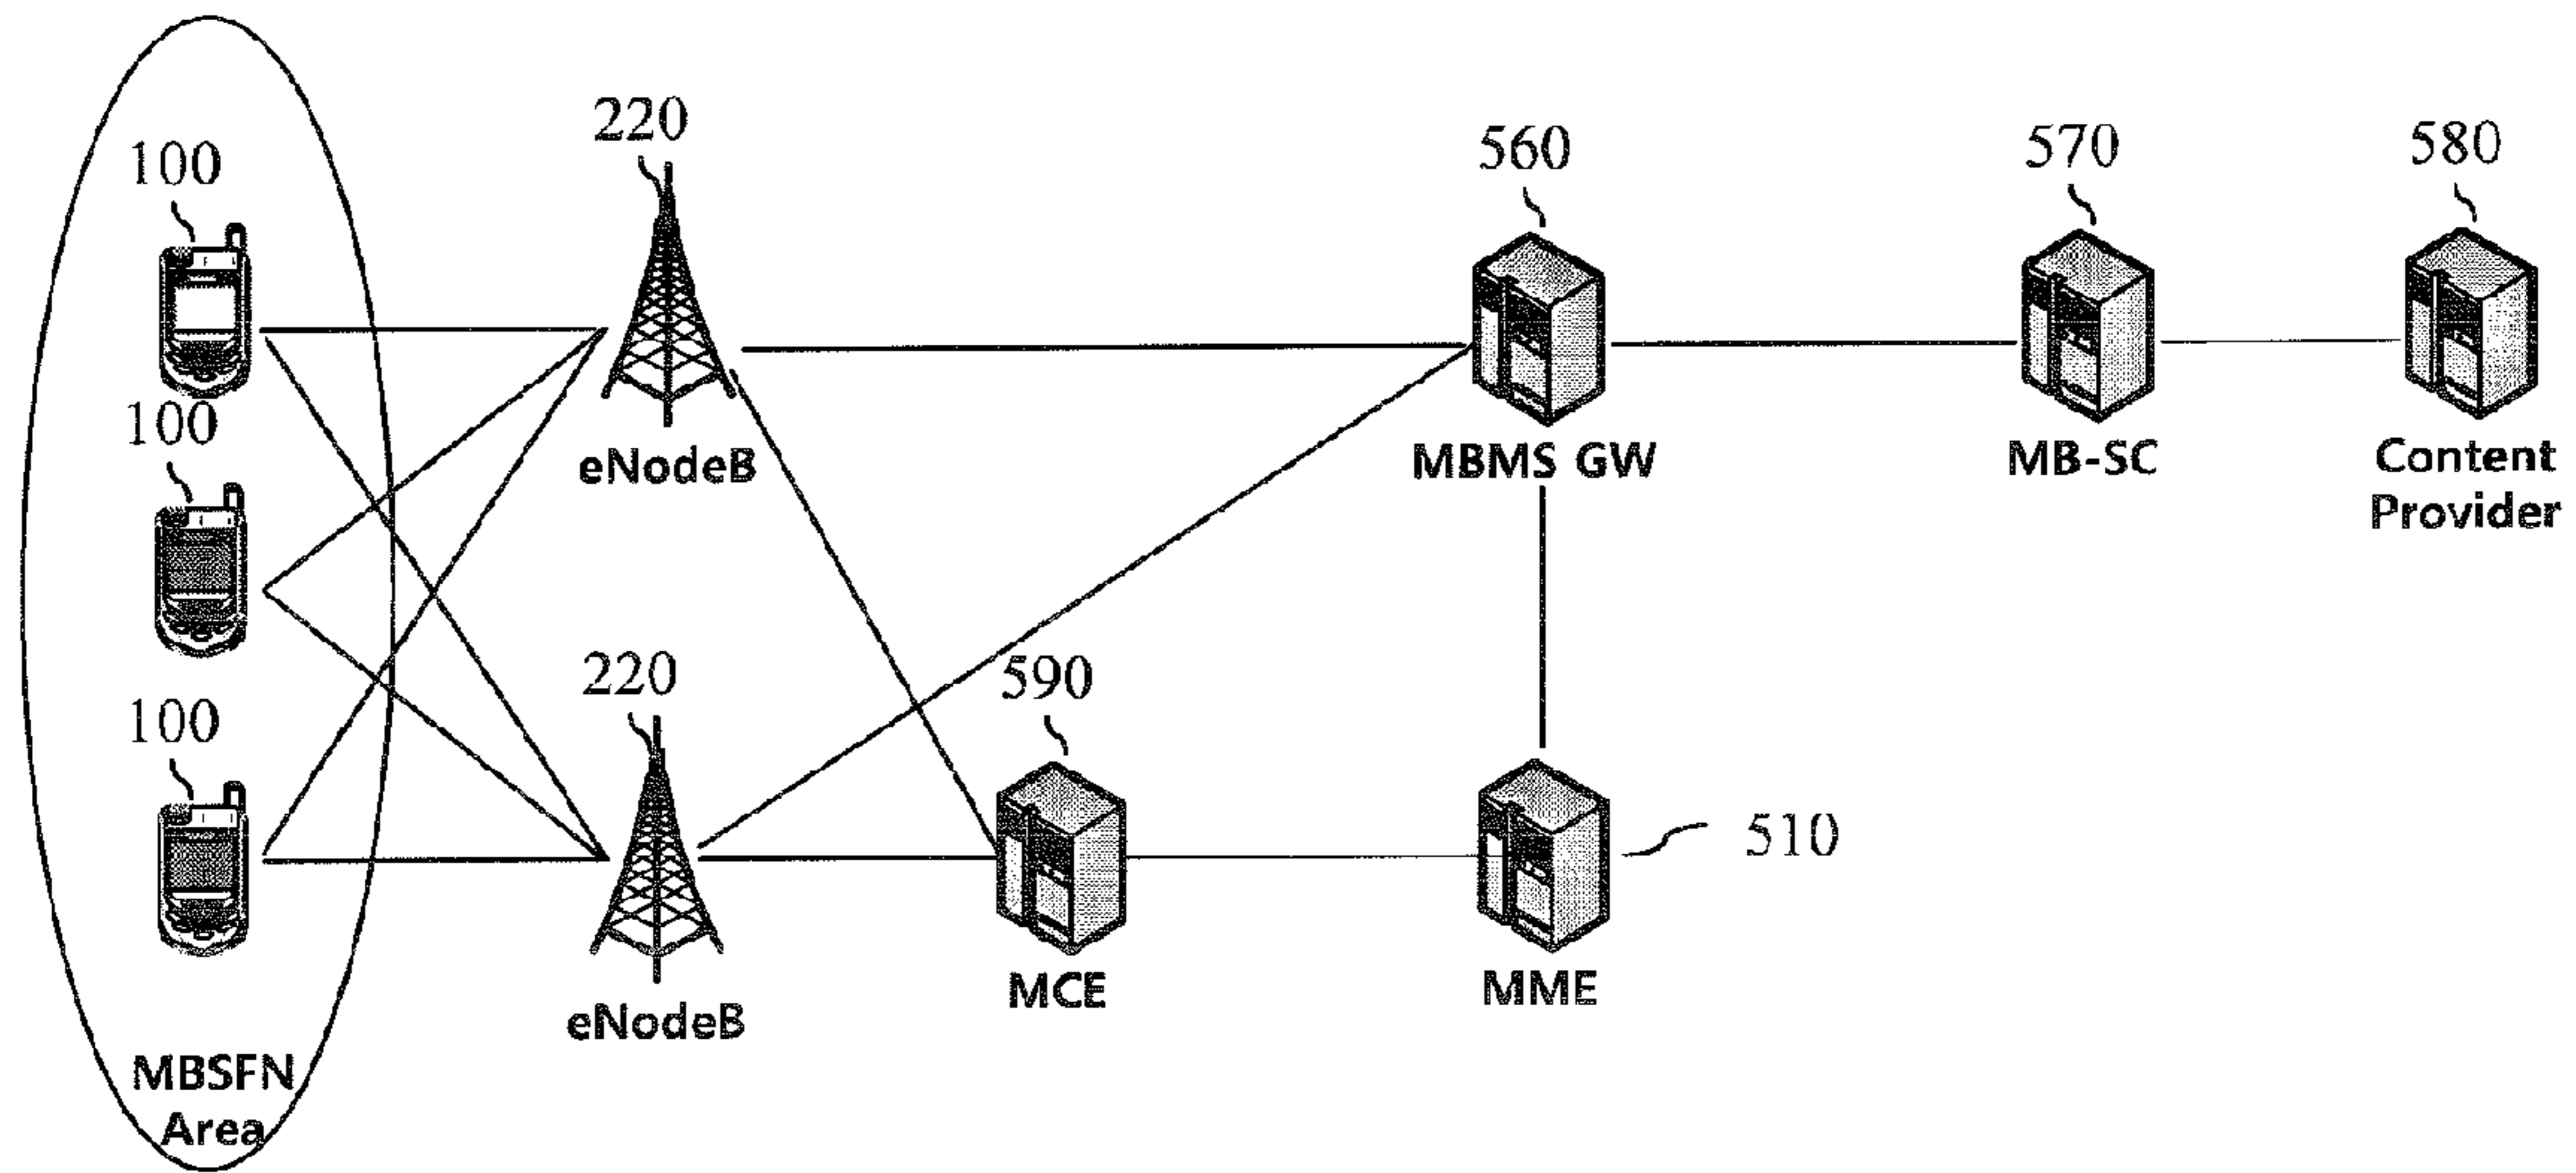 220
560
570
580
100
100
eNodeB
MBMS GW
MB-SC
Content
Provider
220
590
100
510
MCE
MME
eNodeB
MBSFN
Area